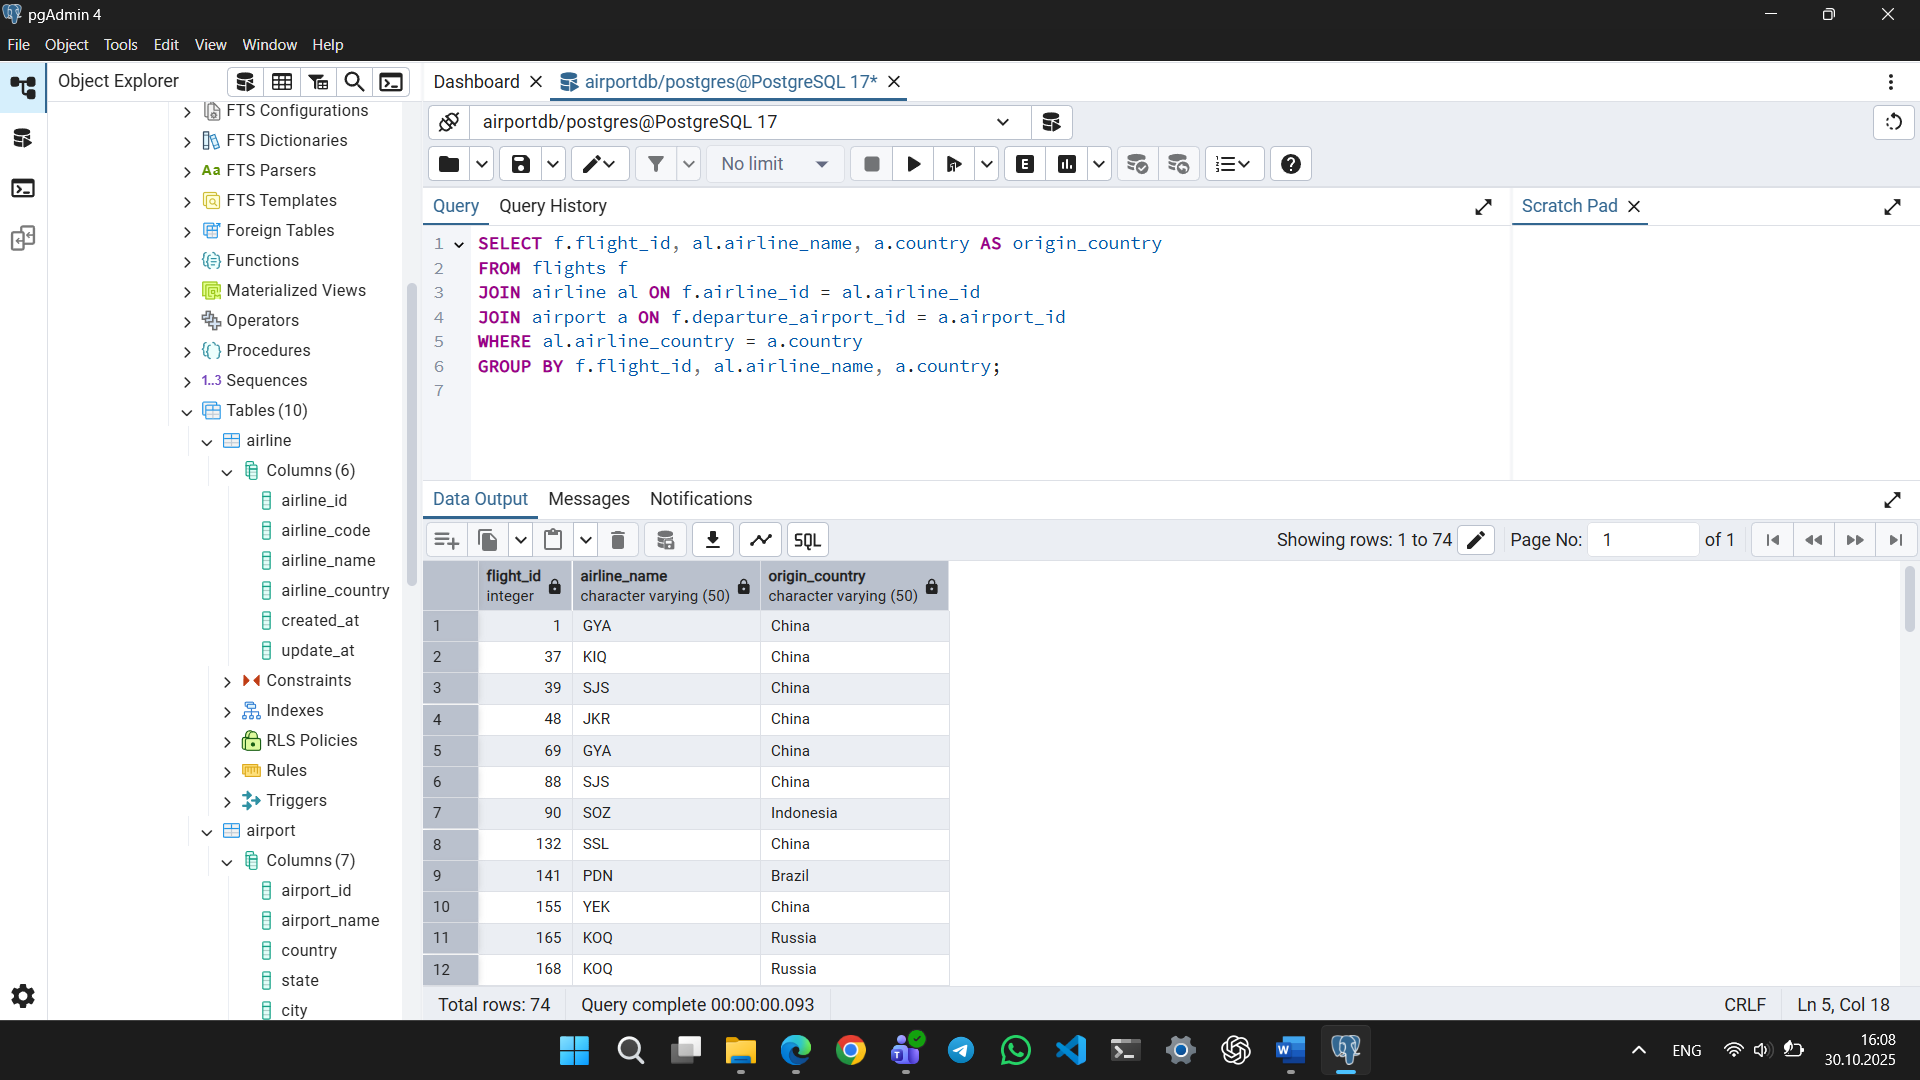 pgAdmin 4
File Object Tools Edit View Window Help
Object Explorer
Dashboard airportdb/postgres@PostgreSQL 17*
airportdb/postgres@PostgreSQL 17
No limit
E
Query Query History
Scratch Pad
1 SELECT f.flight_id, al.airline_name, a.country AS origin_country
2 FROM flights f
3 JOIN airline al ON f.airline_id = al.airline_id
4 JOIN airport a ON f.departure_airport_id = a.airport_id
5 WHERE al.airline_country = a.country
6 GROUP BY f.flight_id, al.airline_name, a.country;
7
FTS Configurations
FTS Dictionaries
Aa FTS Parsers
FTS Templates
Foreign Tables
Functions
Materialized Views
Operators
Procedures
1..3 Sequences
Tables (10)
airline
Columns (6)
airline_id
airline_code
airline_name
airline_country
created_at
update_at
Constraints
Indexes
RLS Policies
Rules
Triggers
airport
Columns (7)
airport_id
airport_name
country
state
city
Data Output Messages Notifications
SQL
Showing rows: 1 to 74 Page No: 1 of 1
flight_id airline_name origin_country
integer character varying (50) character varying (50)
1 1 GYA China
2 37 KIQ China
3 39 SJS China
4 48 JKR China
5 69 GYA China
6 88 SJS China
7 90 SOZ Indonesia
8 132 SSL China
9 141 PDN Brazil
10 155 YEK China
11 165 KOQ Russia
12 168 KOQ Russia
Total rows: 74 Query complete 00:00:00.093 CRLF Ln 5, Col 18
ENG
16:08
30.10.2025